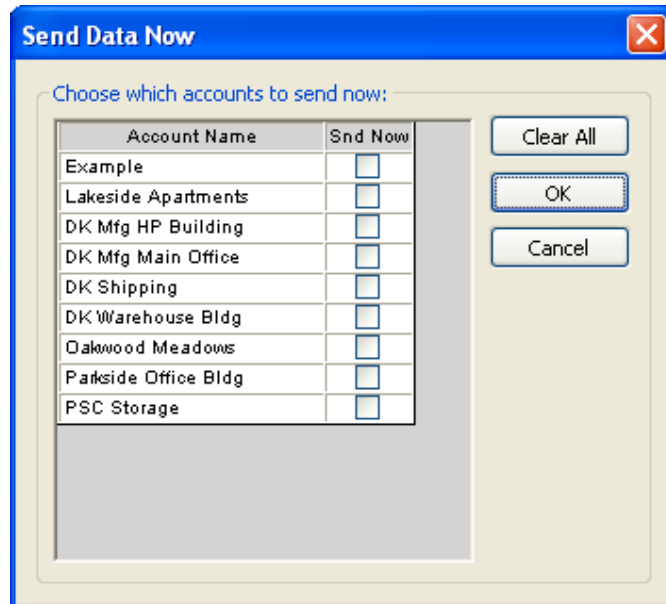 Send Data Now
Choose which accounts to send now:
Account Name Snd Now
Example
Lakeside Apartments
DK Mfg HP Building
DK Mfg Main Office
DK Shipping
DK Warehouse Bldg
Oakwood Meadows
Parkside Office Bldg
PSC Storage
Clear All
OK
Cancel